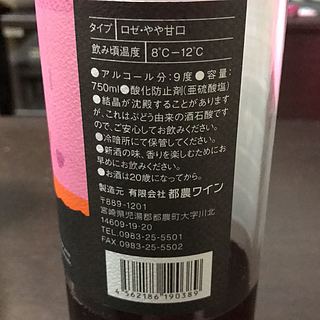 タイプ ロゼ・やや甘口
飲み頃温度 8℃－12℃
●アルコール分：9度●容量：
750ml●酸化防止剤(亜硫酸塩)
●結晶が沈殿することがありま
すが、これはぶどう由来の酒石酸です
ので、ご安心してお飲みください。
●冷暗所にて保管してください。
●新酒の味、香りを楽しむためにお
早めにお飲みください。
●お酒は20歳になってから。
製造元 有限会社 都農ワイン
〒889-1201
宮崎県児湯郡都農町大字川北
14609-19-20
TEL 0983-25-5501
FAX 0983-25-5502
4 562186 190389